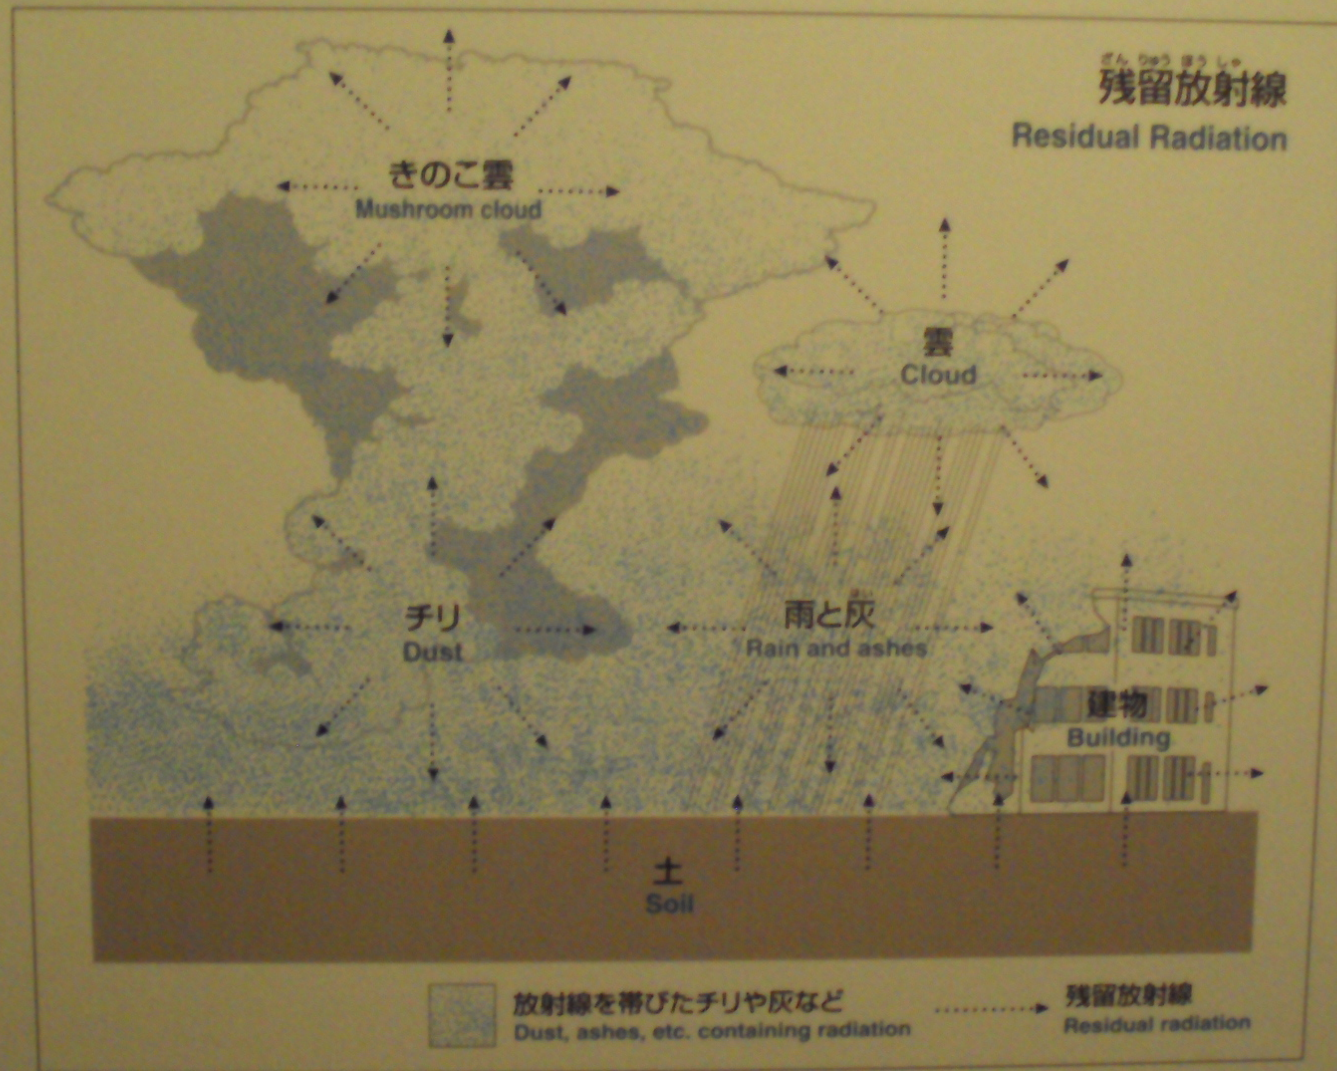 ざんりゅうほうしゃ
残留放射線
Residual Radiation
きのこ雲
Mushroom cloud
雲
Cloud
チリ
Dust
はい
雨と灰
Rain and ashes
建物
Building
土
Soil
放射線を帯びたチリや灰など
Dust, ashes, etc. containing radiation
残留放射線
Residual radiation